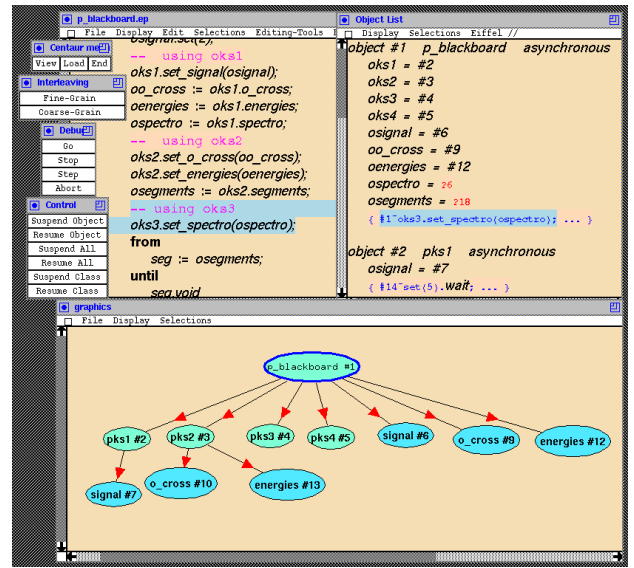 p_blackboard.ep
File Display Edit Selections Editing-Tools
osignal.set(2);
-- using oks1
oks1.set_signal(osignal);
oo_cross := oks1.o_cross;
oenergies := oks1.energies;
ospectro := oks1.spectro;
-- using oks2
oks2.set_o_cross(oo_cross);
oks2.set_energies(oenergies);
osegments := oks2.segments;
-- using oks3
oks3.set_spectro(ospectro);
from
seg := osegments;
until
seg.void
Centaur me
View Load End
Interleaving
Fine-Grain
Coarse-Grain
Debug
Go
Stop
Step
Abort
Control
Suspend Object
Resume Object
Suspend All
Resume All
Suspend Class
Resume Class
Object List
Display Selections Eiffel //
object #1 p_blackboard asynchronous
oks1 = #2
oks2 = #3
oks3 = #4
oks4 = #5
osignal = #6
oo_cross = #9
oenergies = #12
ospectro = 26
osegments = 218
{ #1~oks3.set_spectro(ospectro); ... }
object #2 pks1 asynchronous
osignal = #7
{ #14~set(5).wait; ... }
graphics
File Display Selections
p_blackboard #1
pks1 #2
pks2 #3
pks3 #4
pks4 #5
signal #6
o_cross #9
energies #12
signal #7
o_cross #10
energies #13